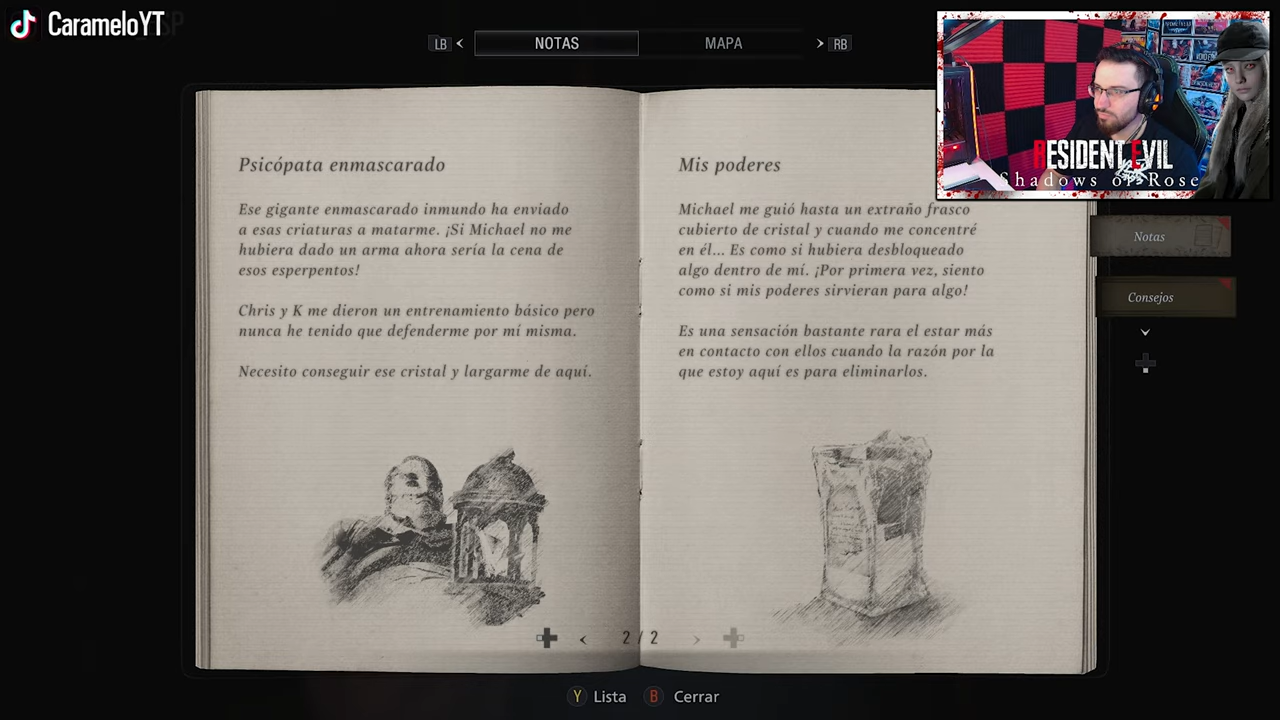 CarameloYT
LB
NOTAS
MAPA
RB
RESIDENT EVIL
Shadows of Rose
Psicópata enmascarado
Ese gigante enmascarado inmundo ha enviado
a esas criaturas a matarme. ¡Si Michael no me
hubiera dado un arma ahora sería la cena de
esos esperpentos!
Chris y K me dieron un entrenamiento básico pero
nunca he tenido que defenderme por mí misma.
Necesito conseguir ese cristal y largarme de aquí.
Mis poderes
Michael me guió hasta un extraño frasco
cubierto de cristal y cuando me concentré
en él... Es como si hubiera desbloqueado
algo dentro de mí. ¡Por primera vez, siento
como si mis poderes sirvieran para algo!
Es una sensación bastante rara el estar más
en contacto con ellos cuando la razón por la
que estoy aquí es para eliminarlos.
Notas
Consejos
2 / 2
Y Lista
B Cerrar